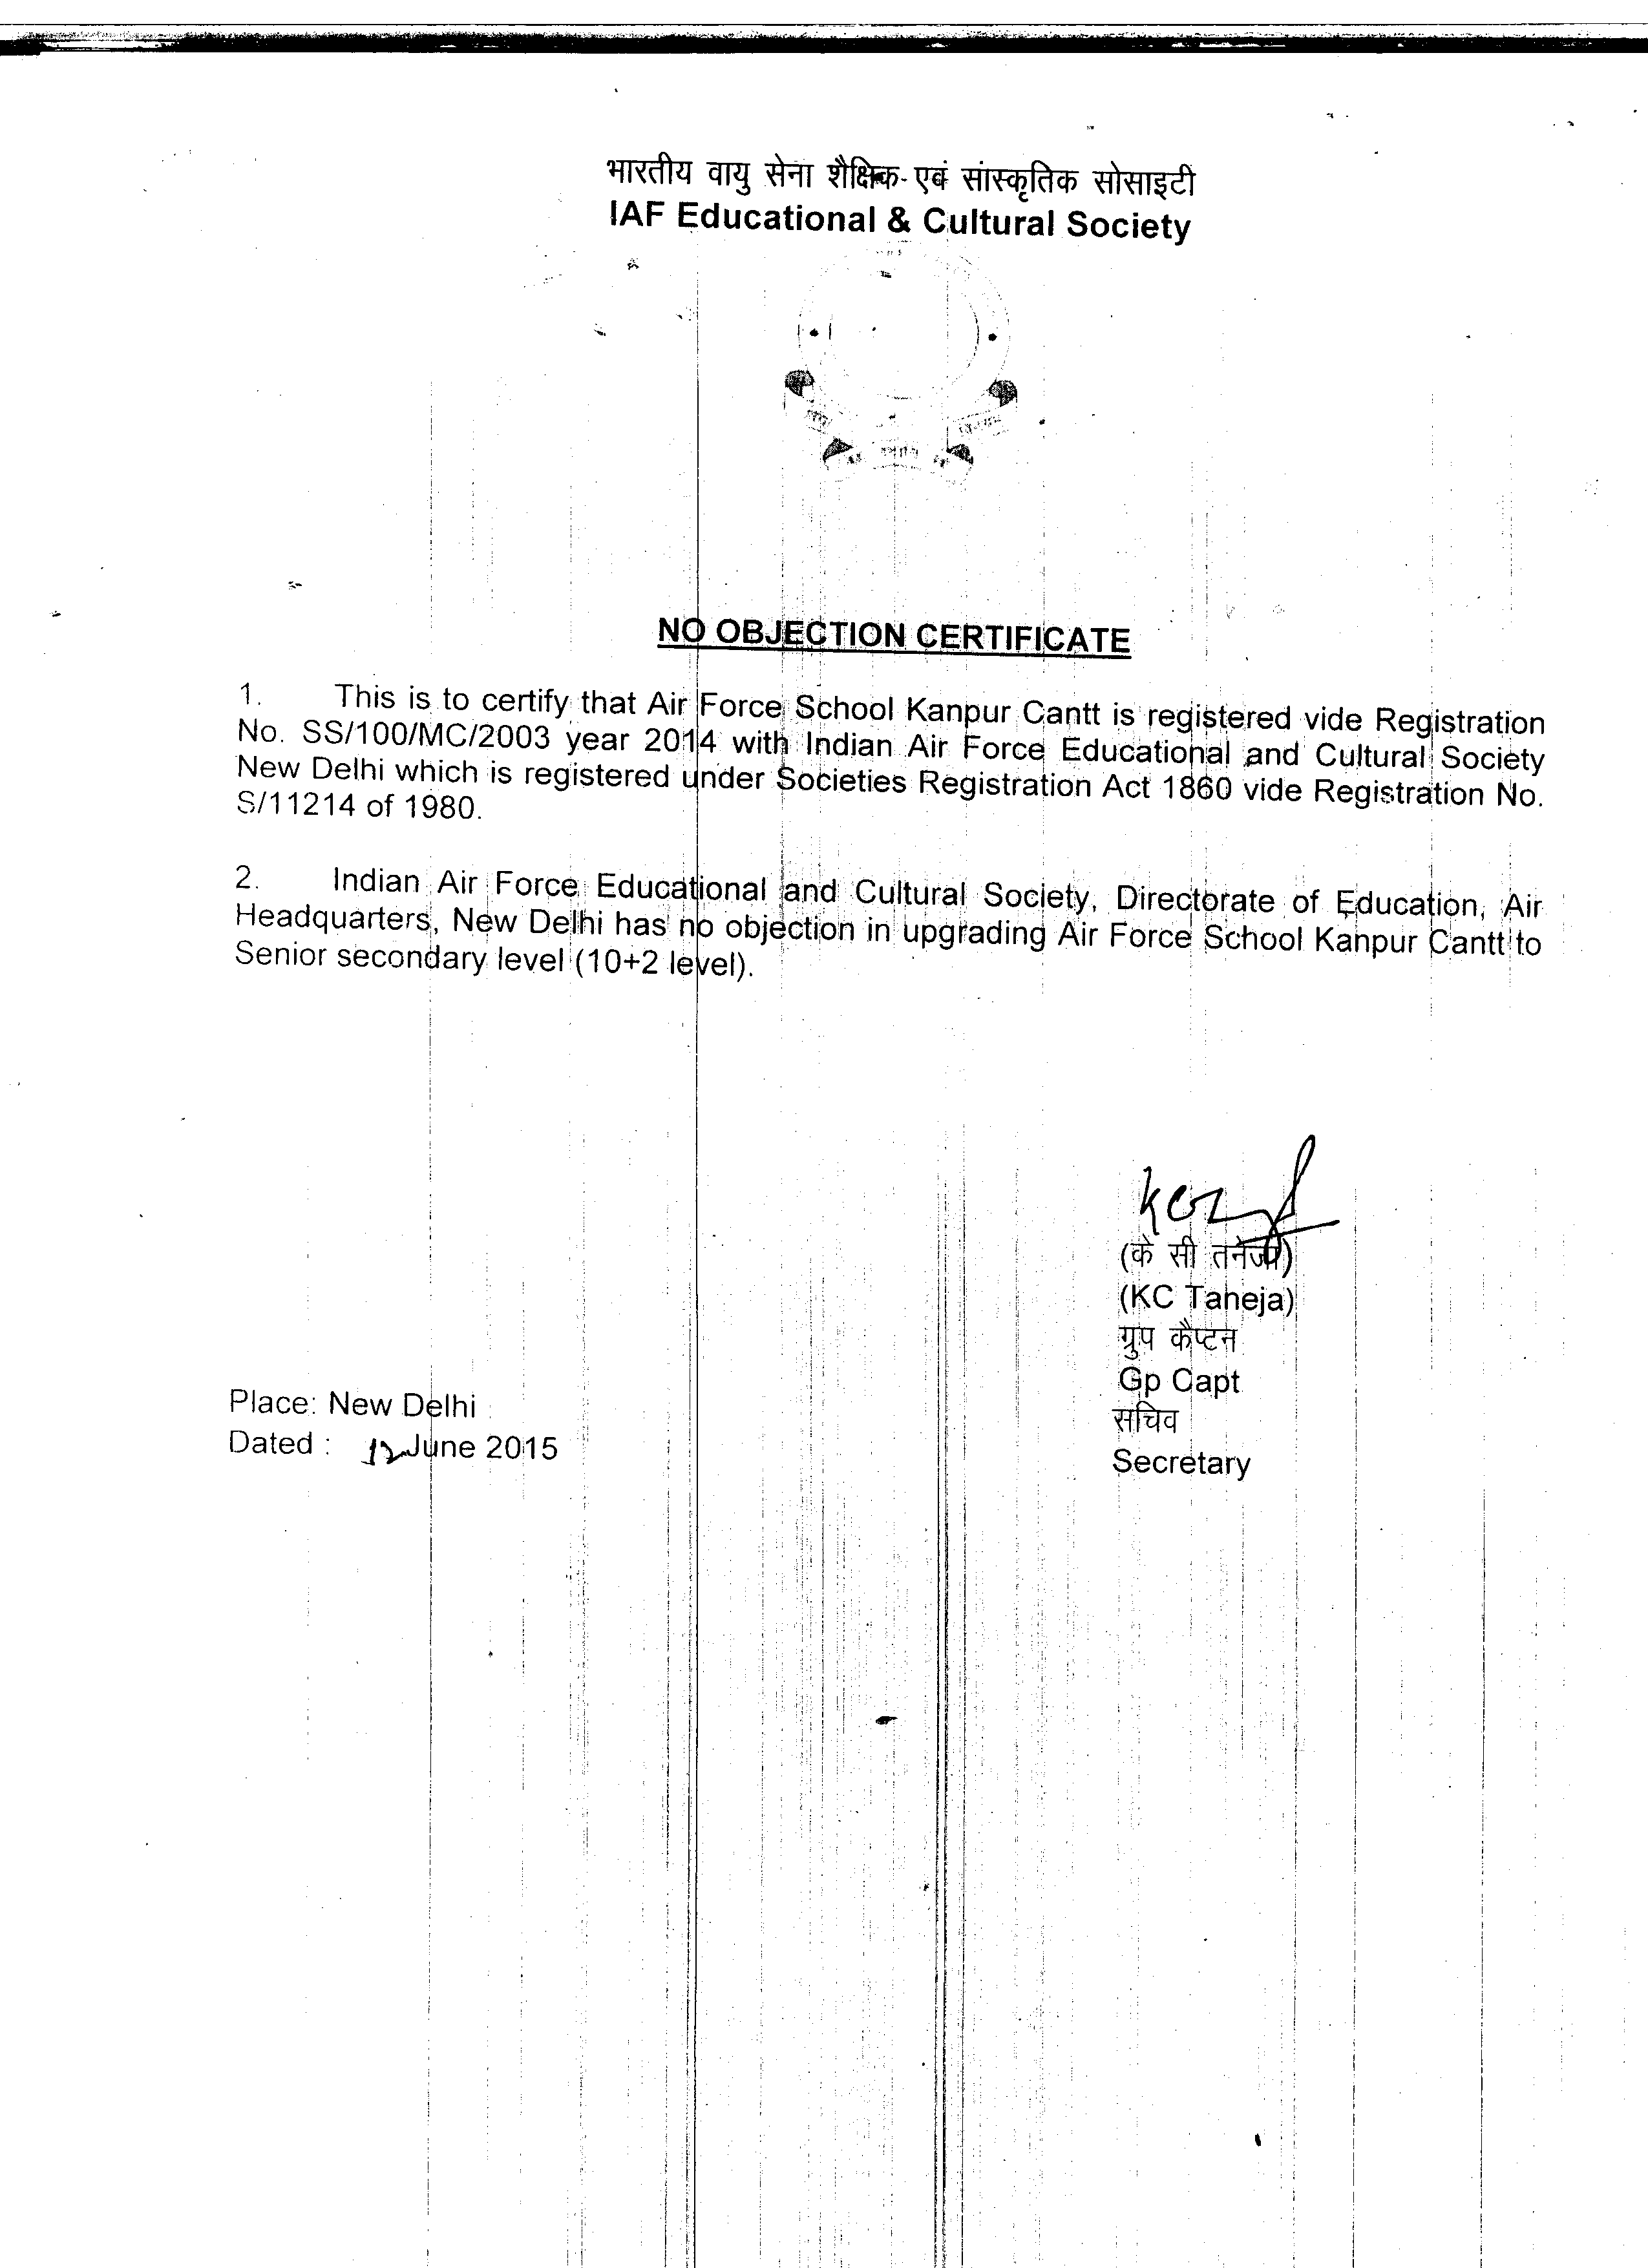 भारतीय वायु सेना शैक्षिक एवं सांस्कृतिक सोसाइटी
IAF Educational & Cultural Society
NO OBJECTION CERTIFICATE
1. This is to certify that Air Force School Kanpur Cantt is registered vide Registration
No. SS/100/MC/2003 year 2014 with Indian Air Force Educational and Cultural Society
New Delhi which is registered under Societies Registration Act 1860 vide Registration No.
S/11214 of 1980.
2. Indian Air Force Educational and Cultural Society, Directorate of Education, Air
Headquarters, New Delhi has no objection in upgrading Air Force School Kanpur Cantt to
Senior secondary level (10+2 level).
(के सी तनेजा)
(KC Taneja)
ग्रुप कैप्टन
Gp Capt
सचिव
Secretary
Place: New Delhi
Dated : 12 June 2015